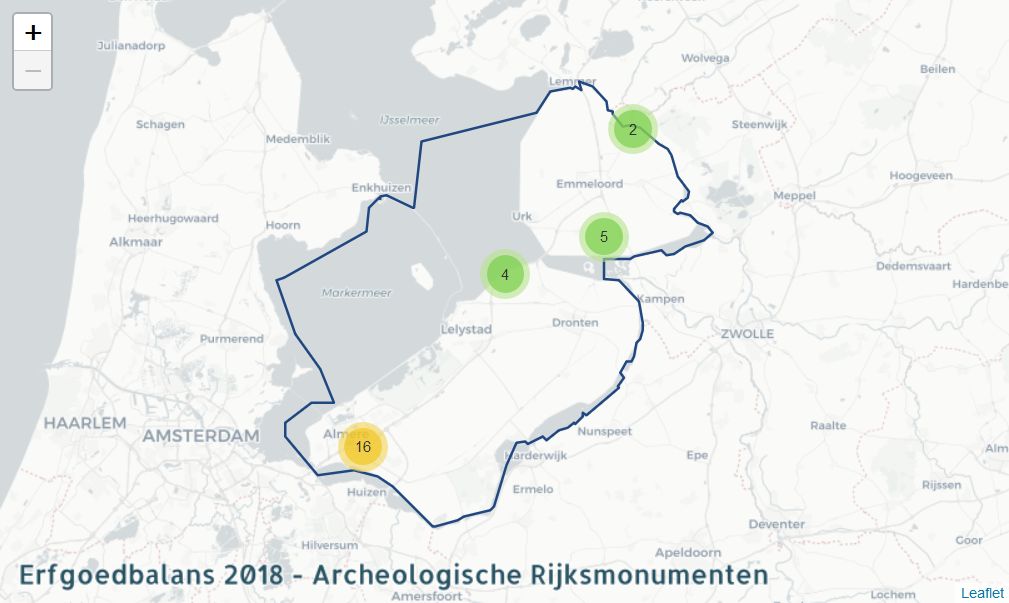 +
Julianadorp
Lemmer
Wolvega
Beilen
IJsselmeer
Schagen
Medemblik
2
Steenwijk
Enkhuizen
Emmeloord
Hoogeveen
Meppel
Heerhugowaard
Hoorn
Urk
Alkmaar
5
Dedemsvaart
4
Hardenbe
Markermeer
Kampen
Lelystad
Dronten
ZWOLLE
Purmerend
HAARLEM
AMSTERDAM
Almere
16
Nunspeet
Raalte
Harderwijk
Epe
Alm
Huizen
Ermelo
Rijssen
Deventer
Hilversum
Goor
Apeldoorn
Erfgoedbalans 2018 - Archeologische Rijksmonumenten
Amersfoort
Lochem
Leaflet